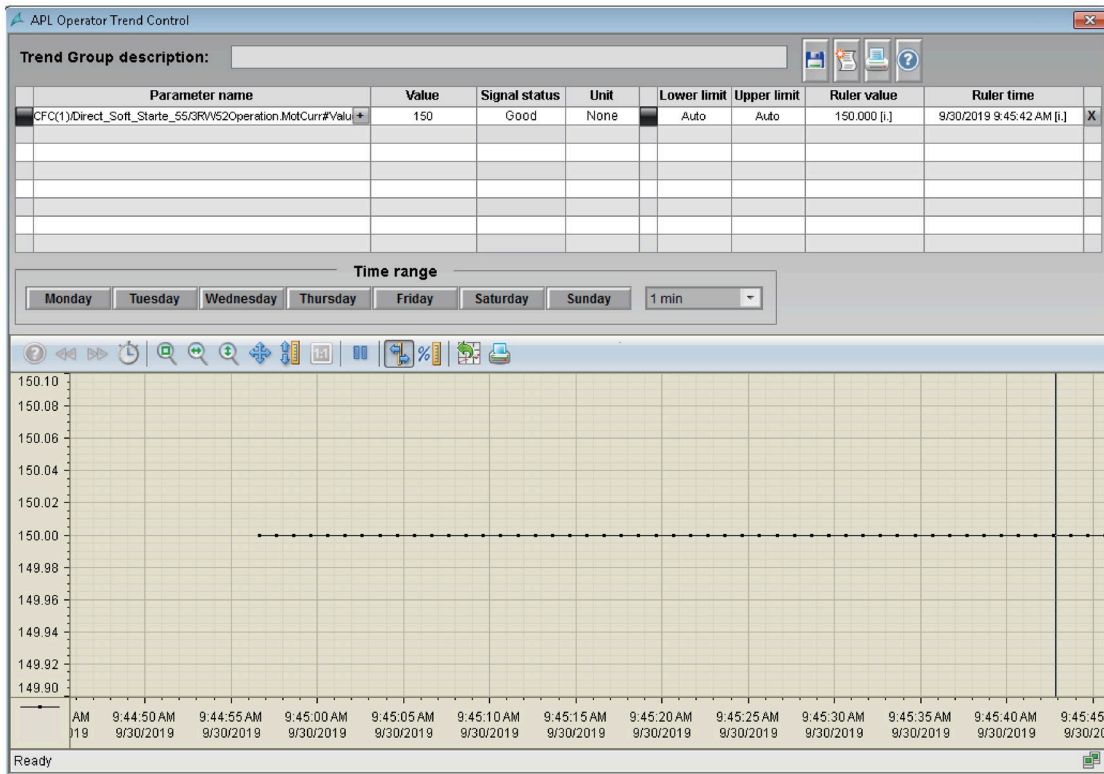 APL Operator Trend Control
Trend Group description:
Parameter name Value Signal status Unit Lower limit Upper limit Ruler value Ruler time
CFC(1)/Direct_Soft_Starte_55/3RW52Operation.MotCurr#Valu + 150 Good None Auto Auto 150.000 [i.] 9/30/2019 9:45:42 AM [i.] X
Time range
Monday Tuesday Wednesday Thursday Friday Saturday Sunday 1 min
1:1 %
150.10
150.08
150.06
150.04
150.02
150.00
149.98
149.96
149.94
149.92
149.90
AM 9:44:50 AM 9:44:55 AM 9:45:00 AM 9:45:05 AM 9:45:10 AM 9:45:15 AM 9:45:20 AM 9:45:25 AM 9:45:30 AM 9:45:35 AM 9:45:40 AM 9:45:45
019 9/30/2019 9/30/2019 9/30/2019 9/30/2019 9/30/2019 9/30/2019 9/30/2019 9/30/2019 9/30/2019 9/30/2019 9/30/2019 9/30/20
Ready